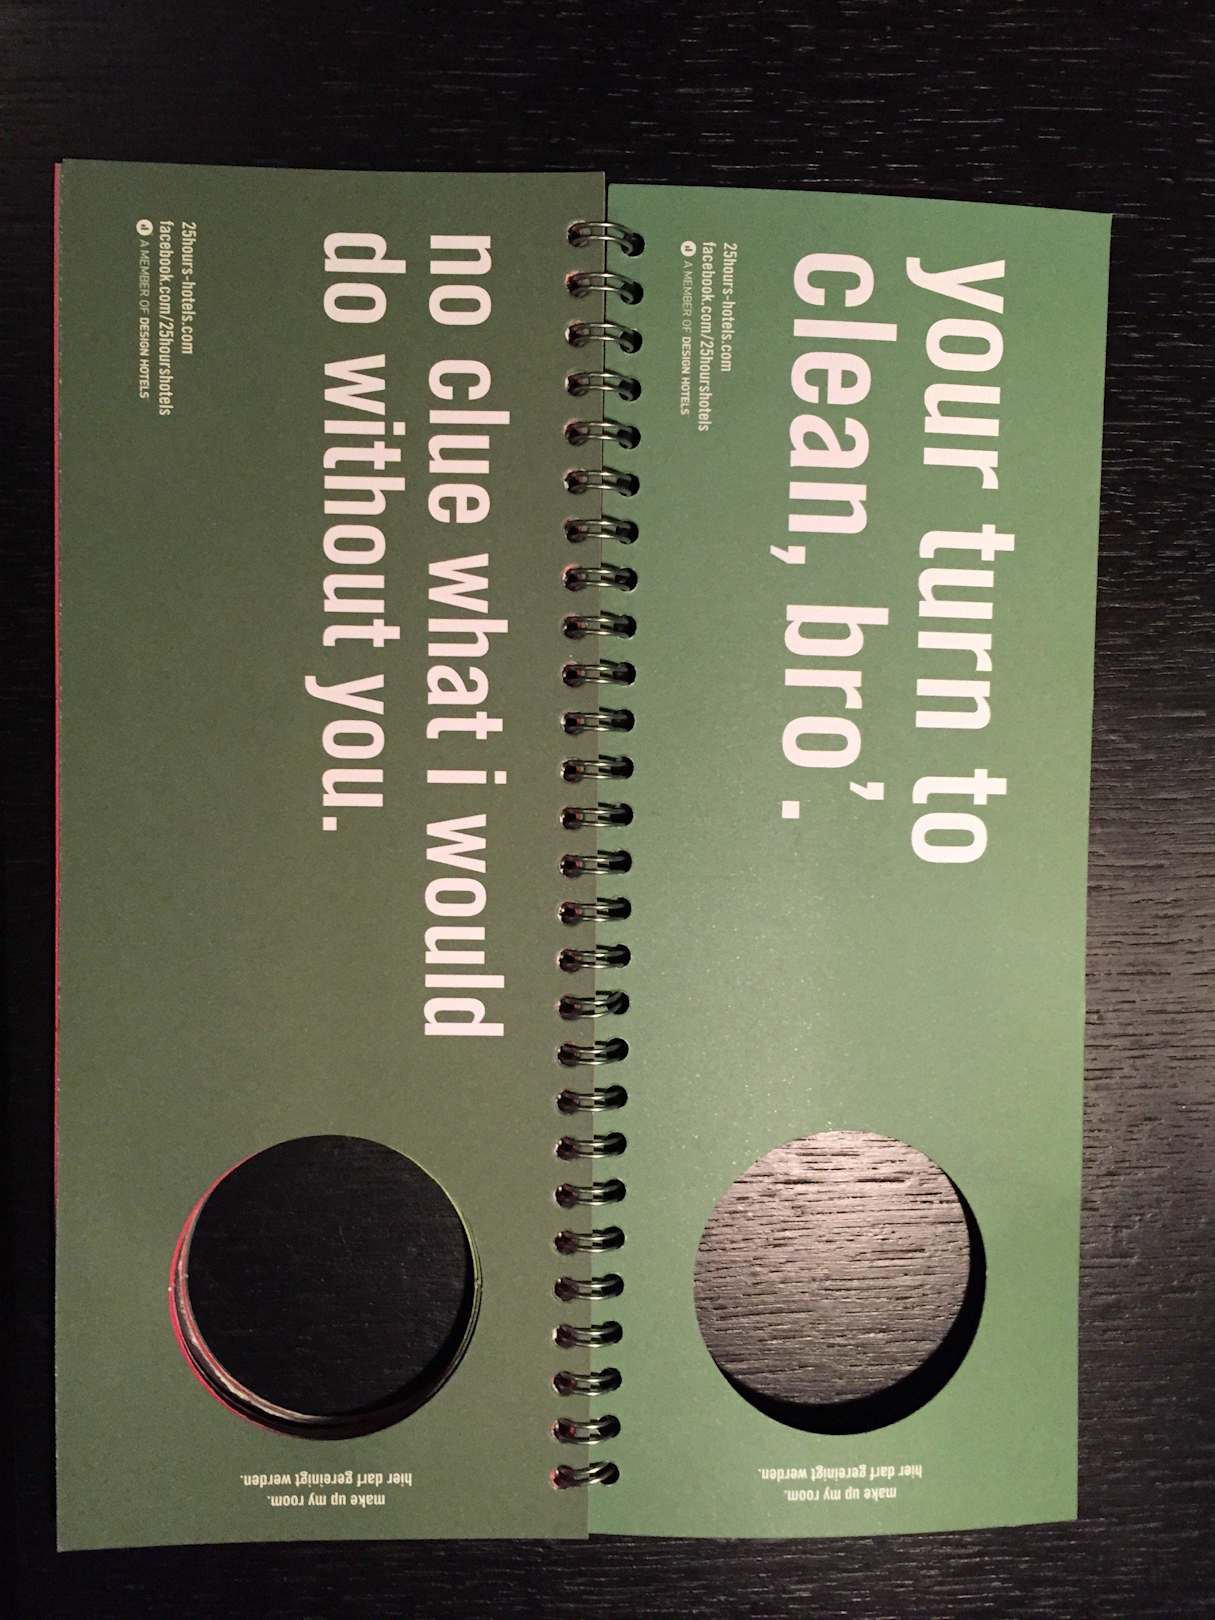 your turn to
clean, bro’.
25hours-hotels.com
facebook.com/25hourshotels
A MEMBER OF DESIGN HOTELS
make up my room.
hier darf gereinigt werden.
no clue what i would
do without you.
25hours-hotels.com
facebook.com/25hourshotels
A MEMBER OF DESIGN HOTELS
make up my room.
hier darf gereinigt werden.